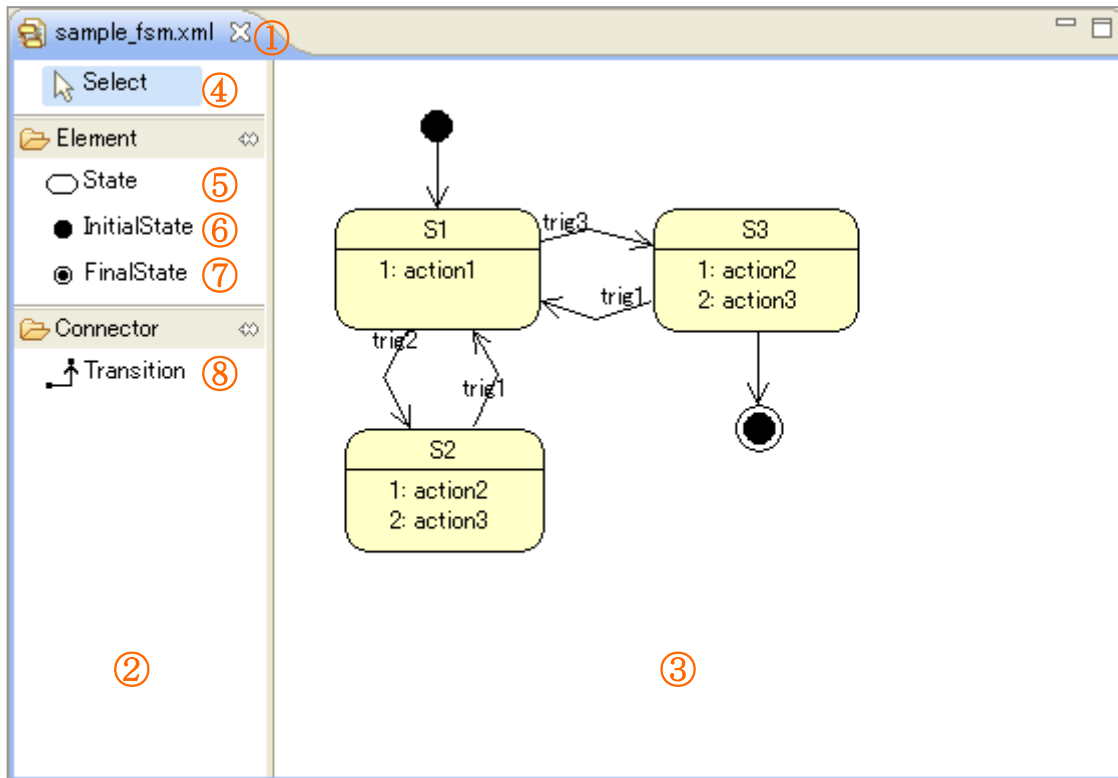 sample_fsm.xml ①
Select ④
Element
State ⑤
InitialState ⑥
FinalState ⑦
Connector
Transition ⑧
②
S1
1: action1
trig3
trig1
S3
1: action2
2: action3
trig2
trig1
S2
1: action2
2: action3
③